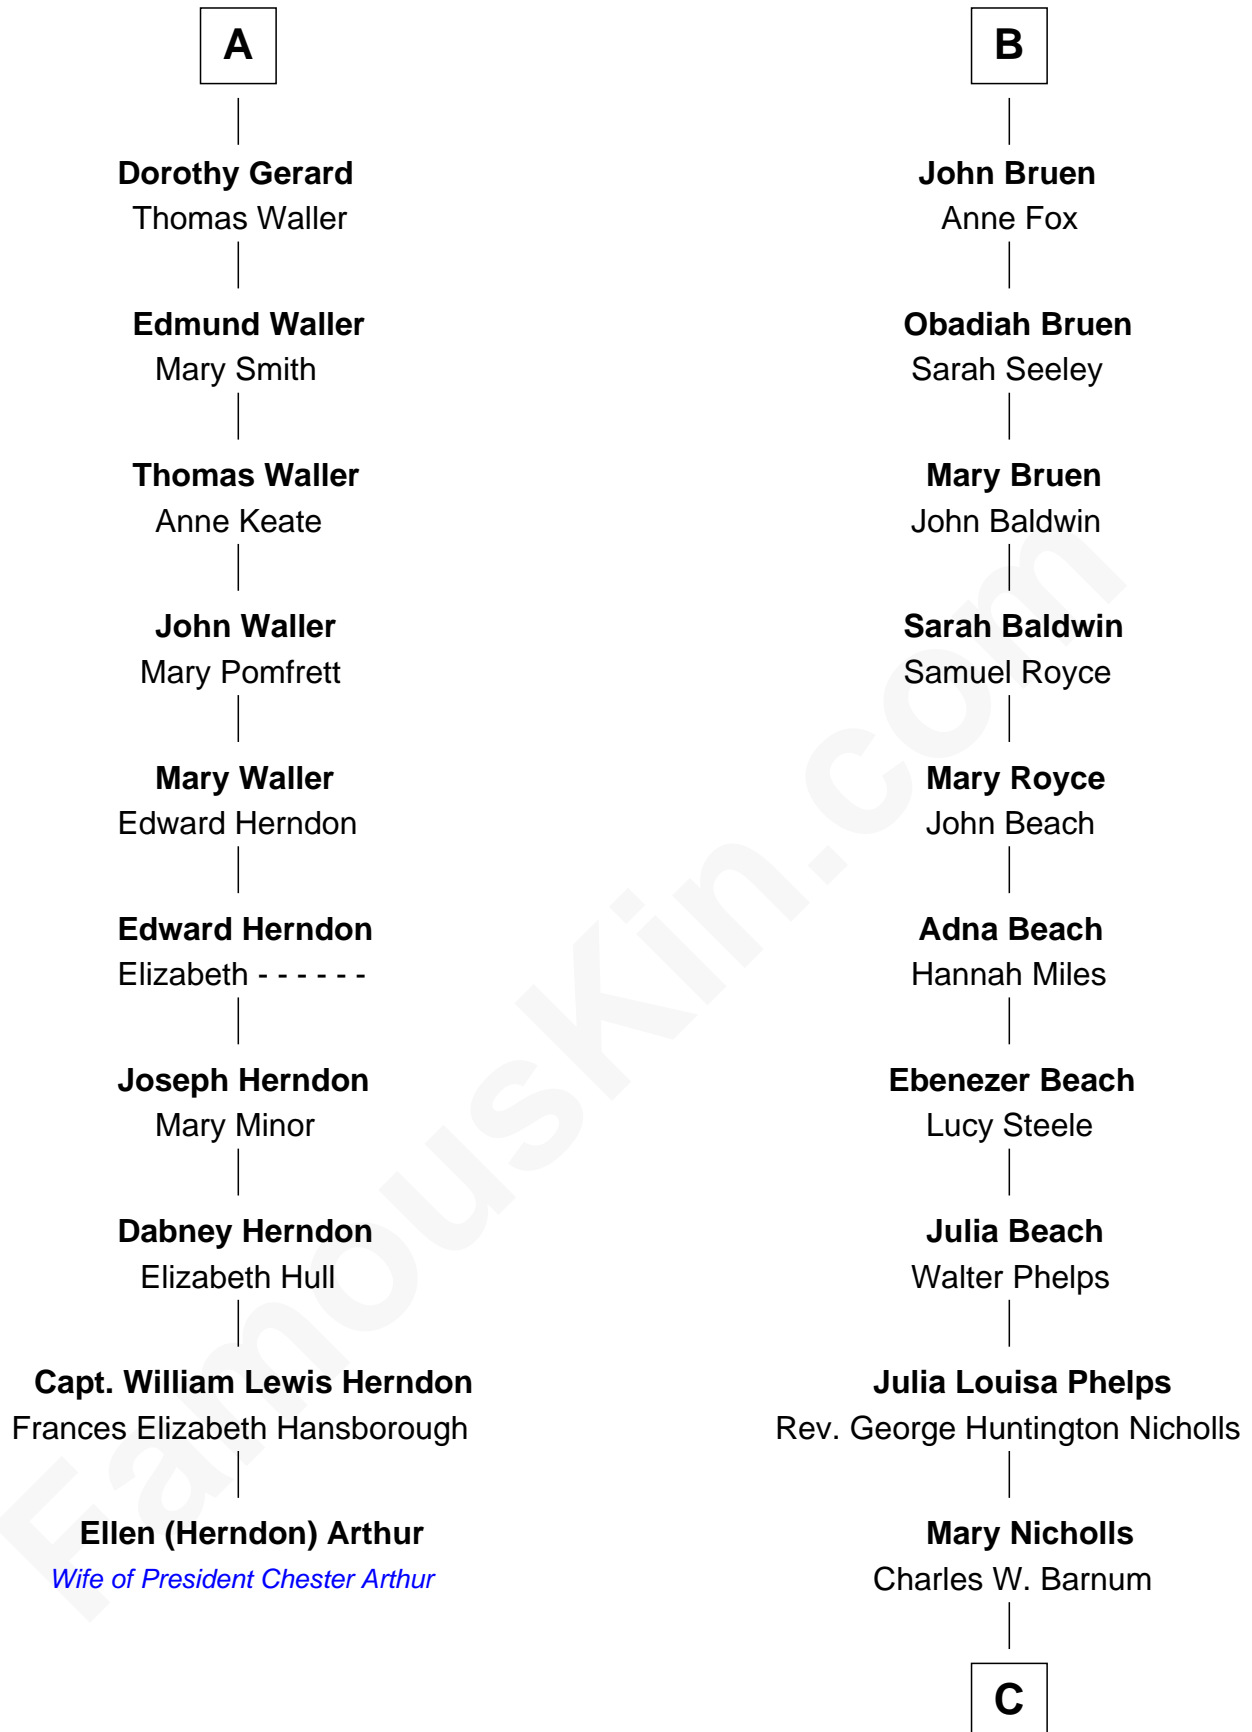 A
Dorothy Gerard
Thomas Waller
Edmund Waller
Mary Smith
Thomas Waller
Anne Keate
John Waller
Mary Pomfrett
Mary Waller
Edward Herndon
Edward Herndon
Elizabeth - - - - - -
Joseph Herndon
Mary Minor
Dabney Herndon
Elizabeth Hull
Capt. William Lewis Herndon
Frances Elizabeth Hansborough
Ellen (Herndon) Arthur
Wife of President Chester Arthur
B
John Bruen
Anne Fox
Obadiah Bruen
Sarah Seeley
Mary Bruen
John Baldwin
Sarah Baldwin
Samuel Royce
Mary Royce
John Beach
Adna Beach
Hannah Miles
Ebenezer Beach
Lucy Steele
Julia Beach
Walter Phelps
Julia Louisa Phelps
Rev. George Huntington Nicholls
Mary Nicholls
Charles W. Barnum
C
FamousKin.com